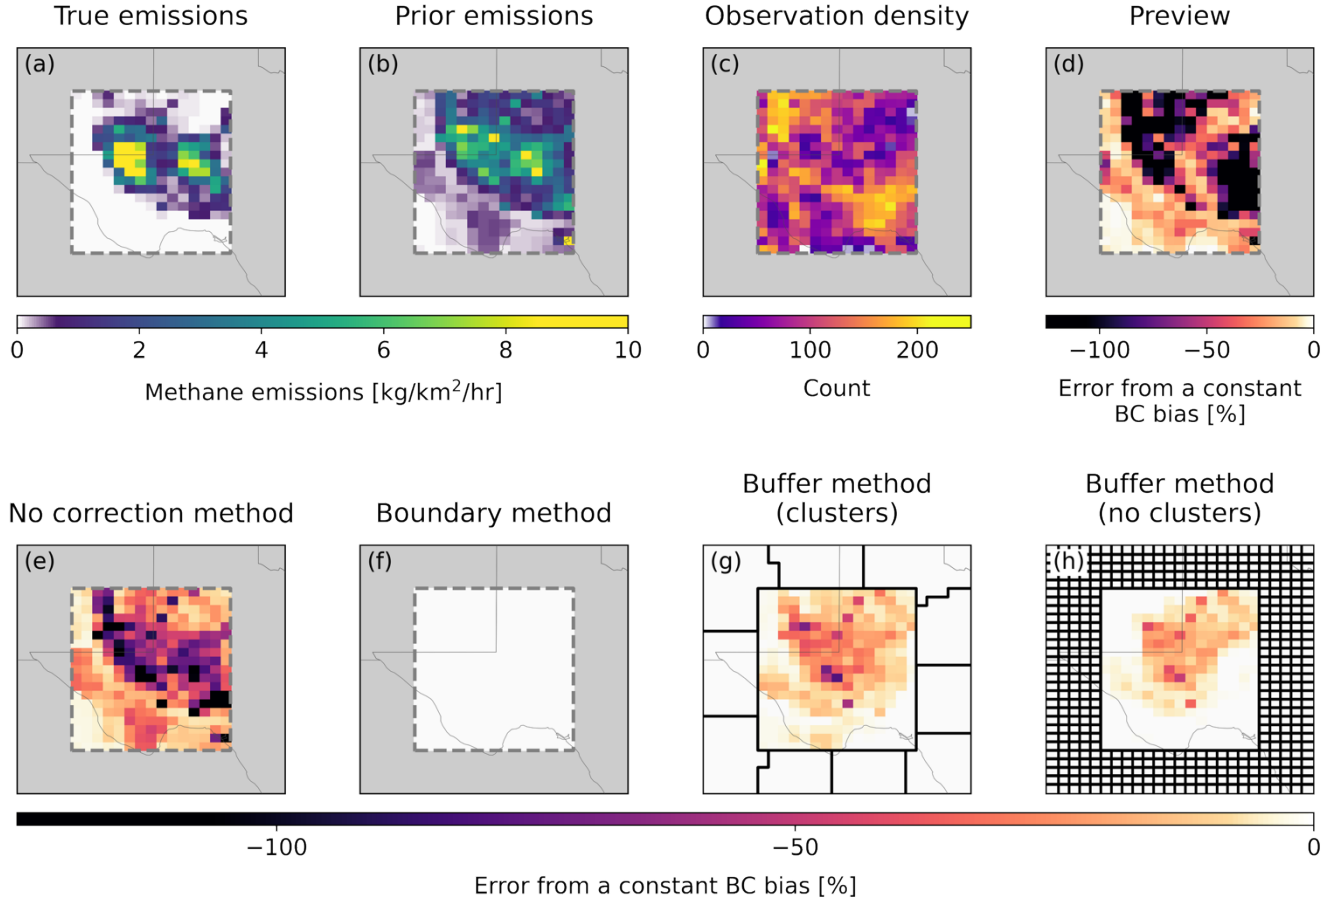 True emissions
Prior emissions
Observation density
Preview
(a)
(b)
(c)
(d)
0
2
4
6
8
10
0
100
200
−100
−50
0
Methane emissions [kg/km²/hr]
Count
Error from a constant
BC bias [%]
No correction method
Boundary method
Buffer method
(clusters)
Buffer method
(no clusters)
(e)
(f)
(g)
(h)
−100
−50
0
Error from a constant BC bias [%]